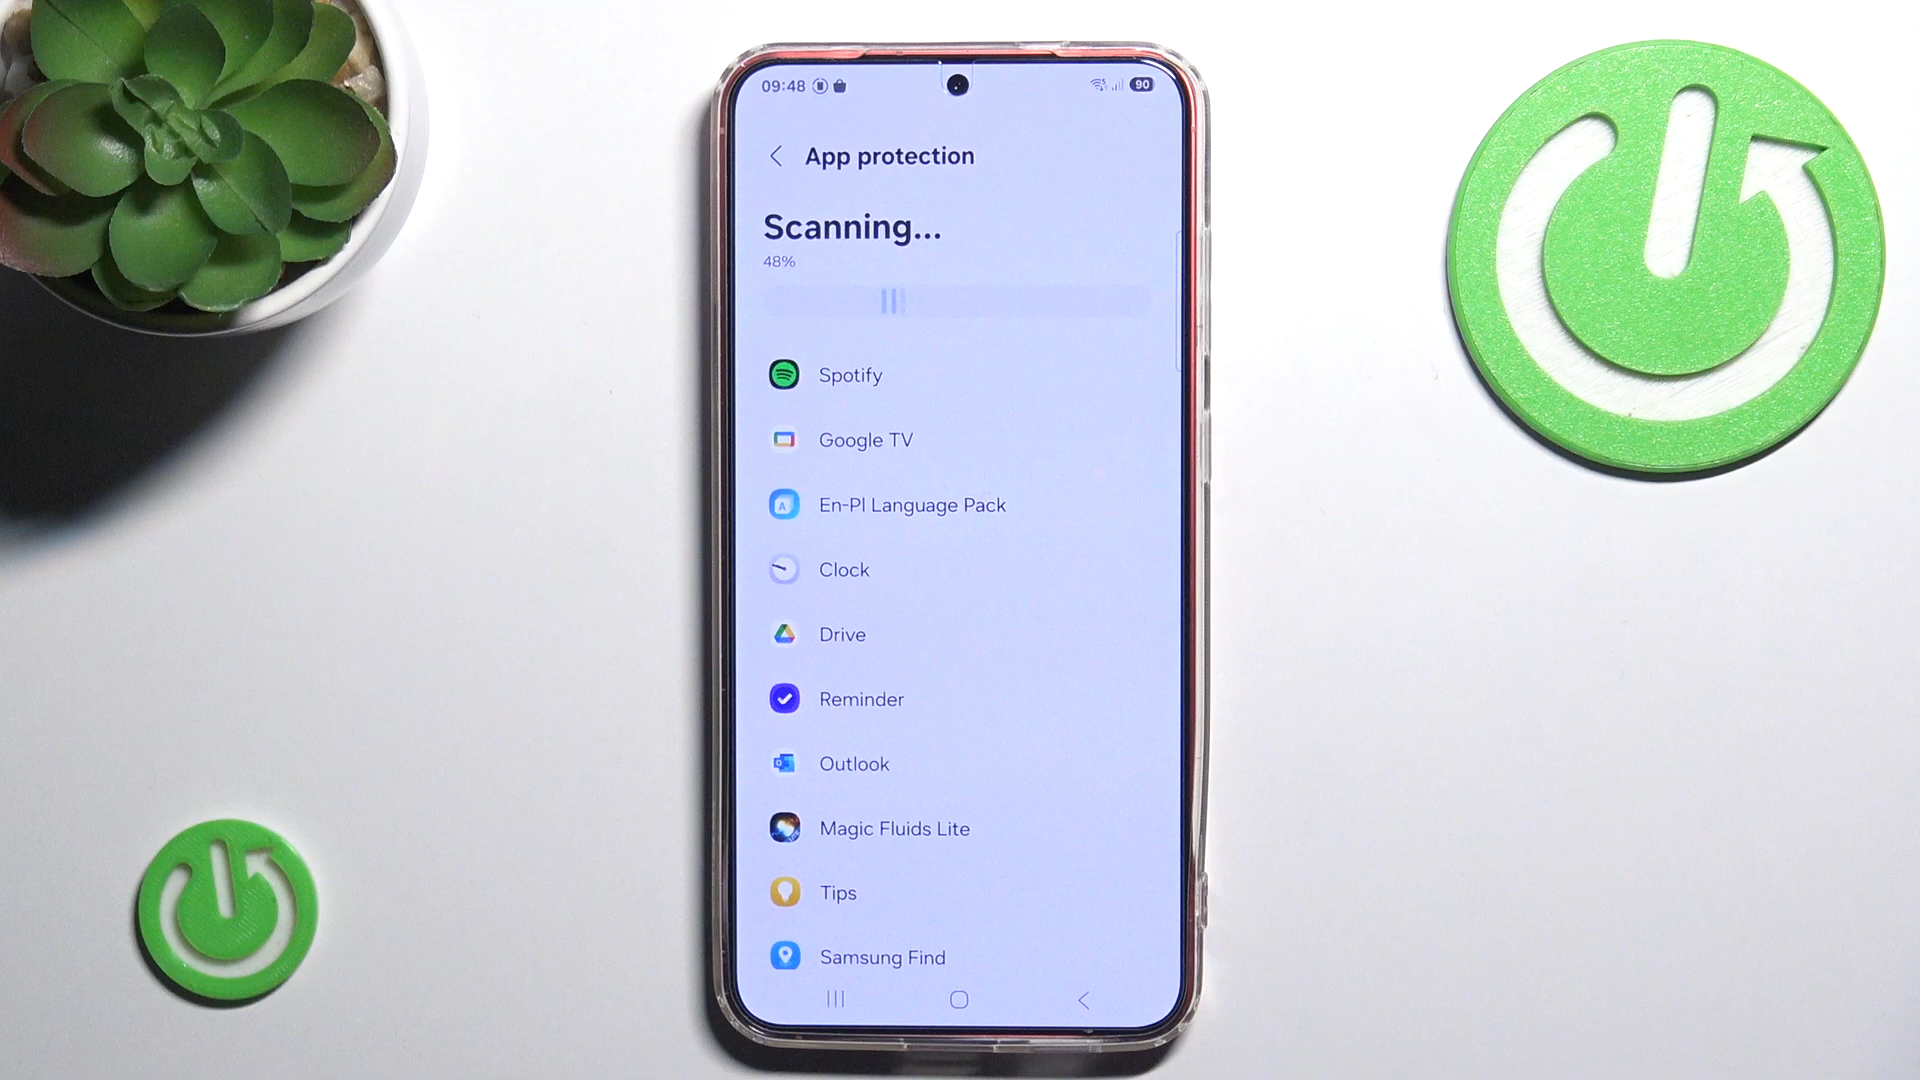 09:48
90
App protection
Scanning...
48%
Spotify
Google TV
En-Pl Language Pack
Clock
Drive
Reminder
Outlook
Magic Fluids Lite
Tips
Samsung Find